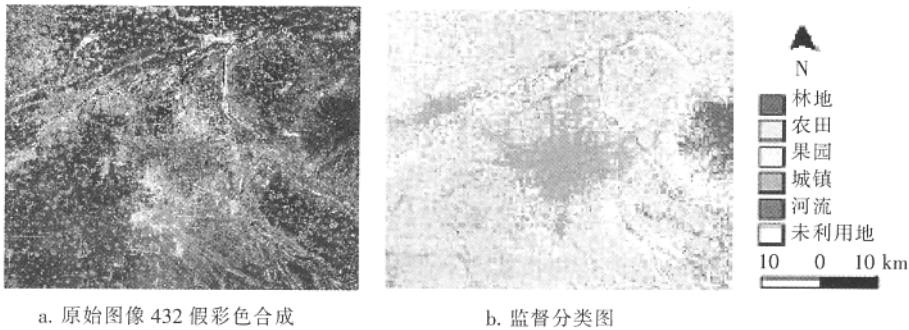 N
林地
农田
果园
城镇
河流
未利用地
10 0 10 km
a. 原始图像 432 假彩色合成
b. 监督分类图